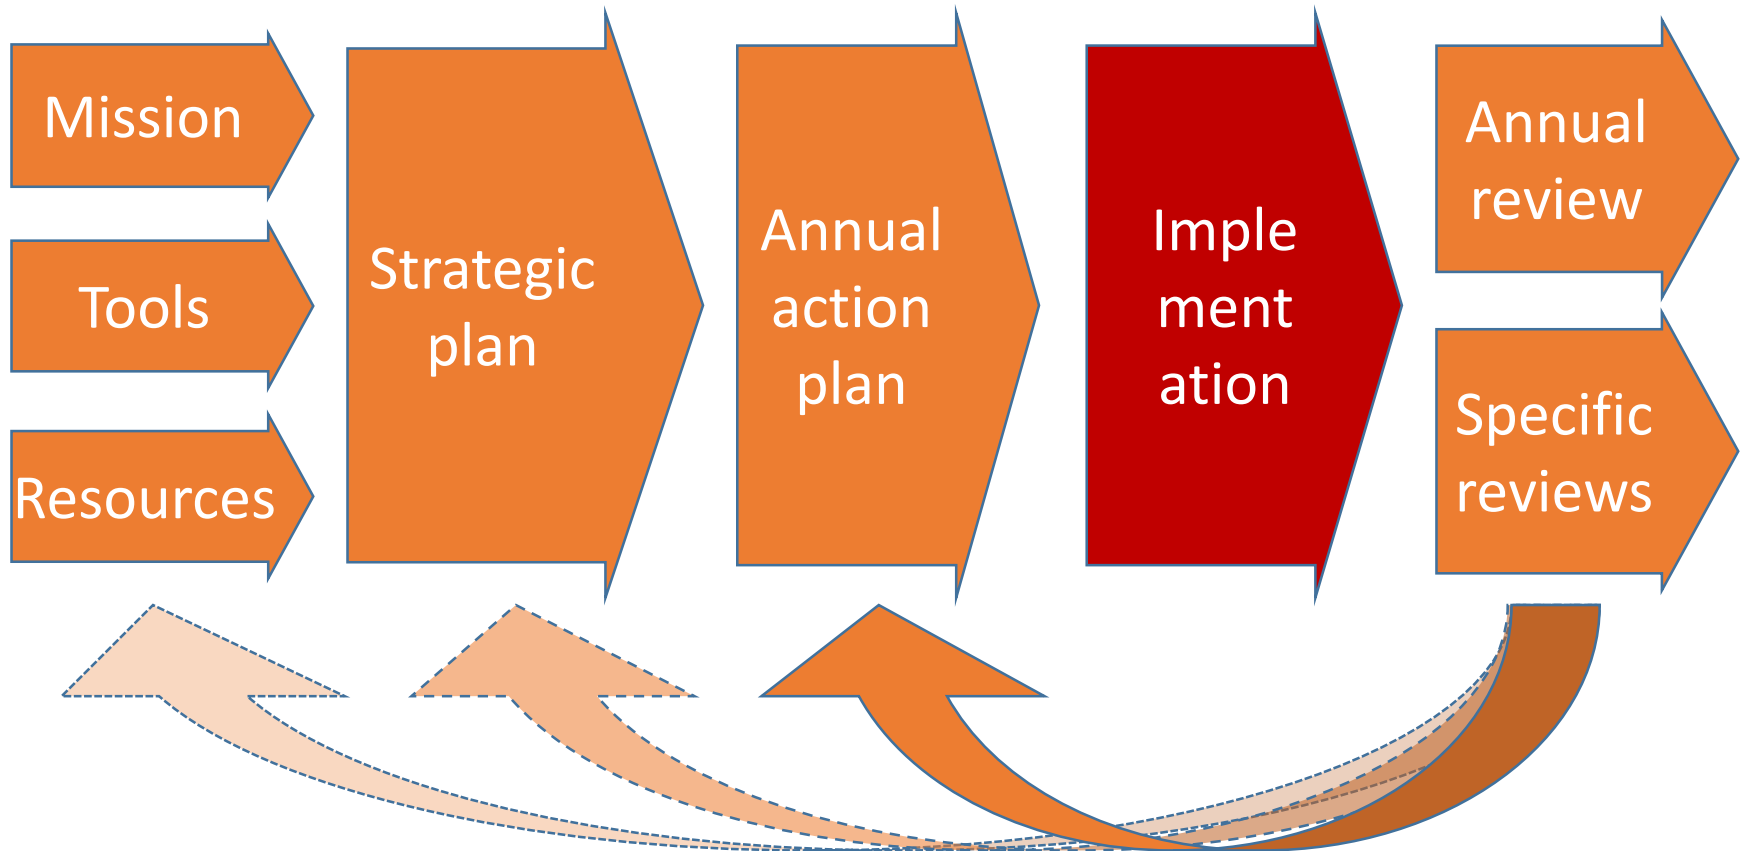 Mission
Tools
Resources
Strategic
plan
Annual
action
plan
Imple
ment
ation
Annual
review
Specific
reviews